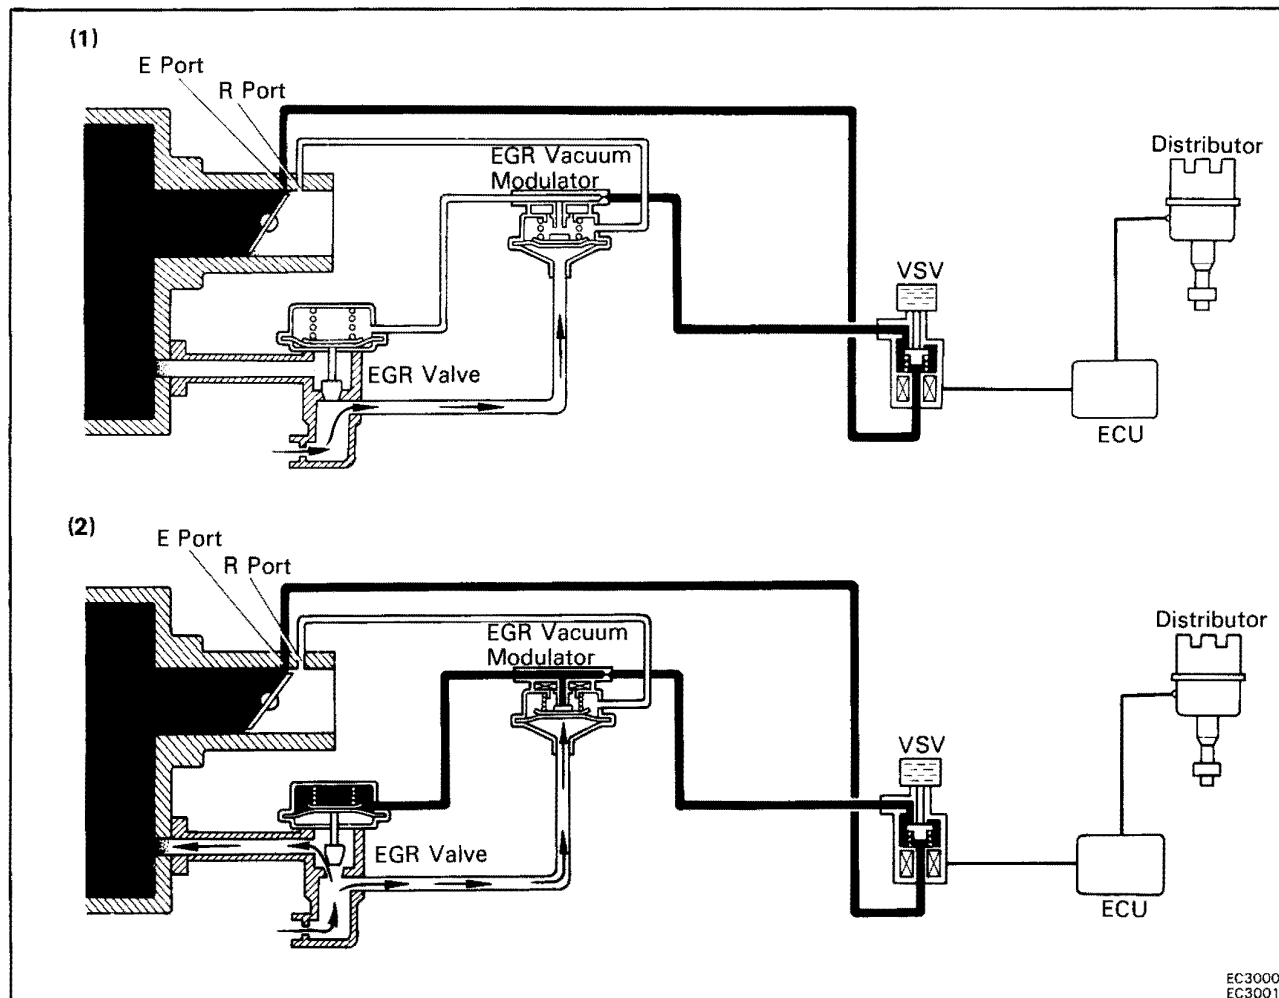 (1)
E Port
R Port
EGR Vacuum
Modulator
Distributor
VSV
EGR Valve
ECU
(2)
E Port
R Port
EGR Vacuum
Modulator
Distributor
VSV
EGR Valve
ECU
EC3000
EC3001